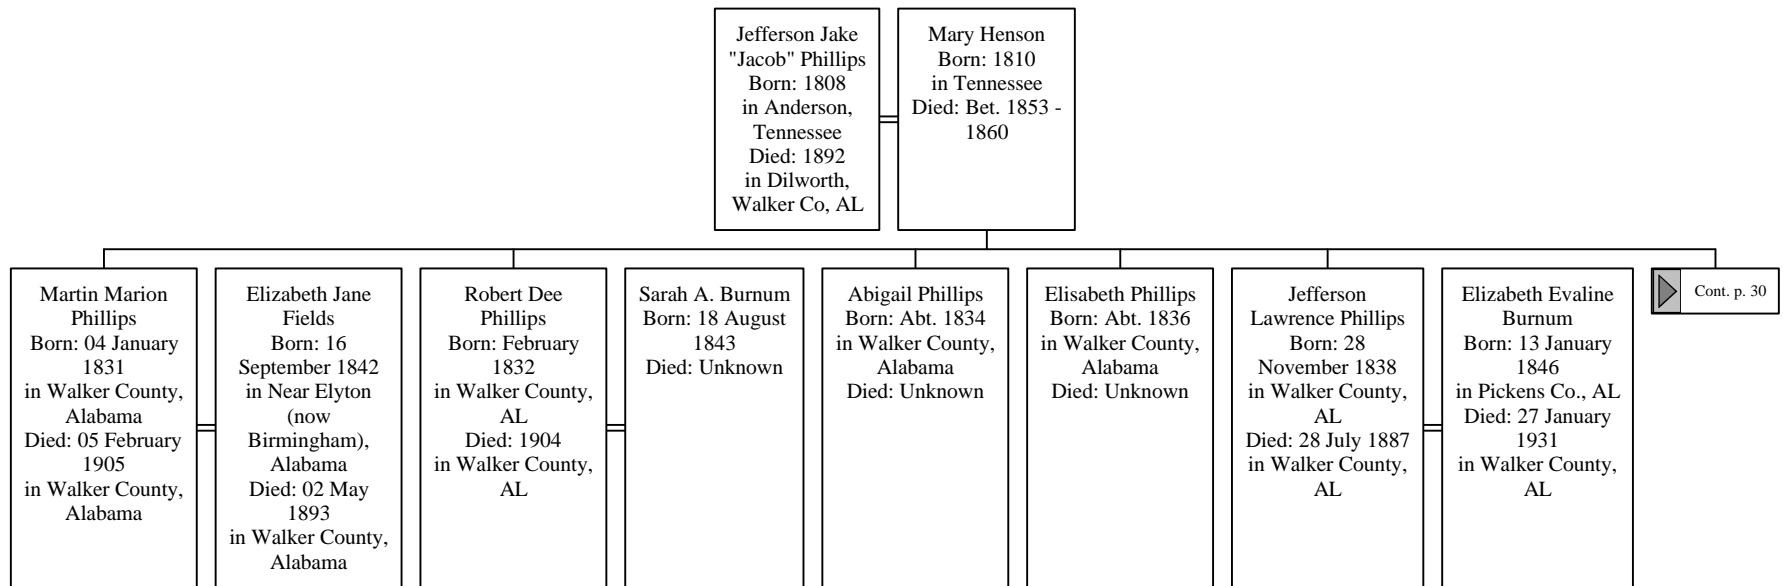 Jefferson Jake
"Jacob" Phillips
Born: 1808
in Anderson,
Tennessee
Died: 1892
in Dilworth,
Walker Co, AL
Mary Henson
Born: 1810
in Tennessee
Died: Bet. 1853 -
1860
Martin Marion
Phillips
Born: 04 January
1831
in Walker County,
Alabama
Died: 05 February
1905
in Walker County,
Alabama
Elizabeth Jane
Fields
Born: 16
September 1842
in Near Elyton
(now
Birmingham),
Alabama
Died: 02 May
1893
in Walker County,
Alabama
Robert Dee
Phillips
Born: February
1832
in Walker County,
AL
Died: 1904
in Walker County,
AL
Sarah A. Burnum
Born: 18 August
1843
Died: Unknown
Abigail Phillips
Born: Abt. 1834
in Walker County,
Alabama
Died: Unknown
Elisabeth Phillips
Born: Abt. 1836
in Walker County,
Alabama
Died: Unknown
Jefferson
Lawrence Phillips
Born: 28
November 1838
in Walker County,
AL
Died: 28 July 1887
in Walker County,
AL
Elizabeth Evaline
Burnum
Born: 13 January
1846
in Pickens Co., AL
Died: 27 January
1931
in Walker County,
AL
Cont. p. 30